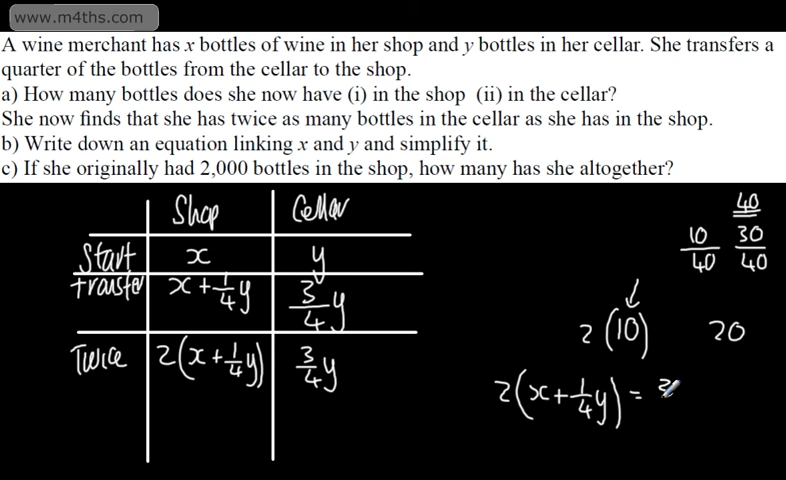 www.m4ths.com
A wine merchant has x bottles of wine in her shop and y bottles in her cellar. She transfers a
quarter of the bottles from the cellar to the shop.
a) How many bottles does she now have (i) in the shop (ii) in the cellar?
She now finds that she has twice as many bottles in the cellar as she has in the shop.
b) Write down an equation linking x and y and simplify it.
c) If she originally had 2,000 bottles in the shop, how many has she altogether?
Shop Cellar
Start x y
transfer x + 1/4 y 3/4 y
Twice 2(x + 1/4 y) 3/4 y
40
10/40 30/40
2 (10) 20
2(x + 1/4 y) =